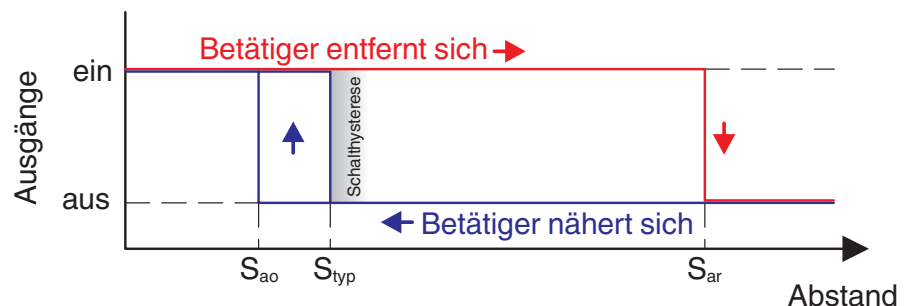 Betätiger entfernt sich
ein
Ausgänge
Schalthysterese
aus
Betätiger nähert sich
Sao
Styp
Sar
Abstand